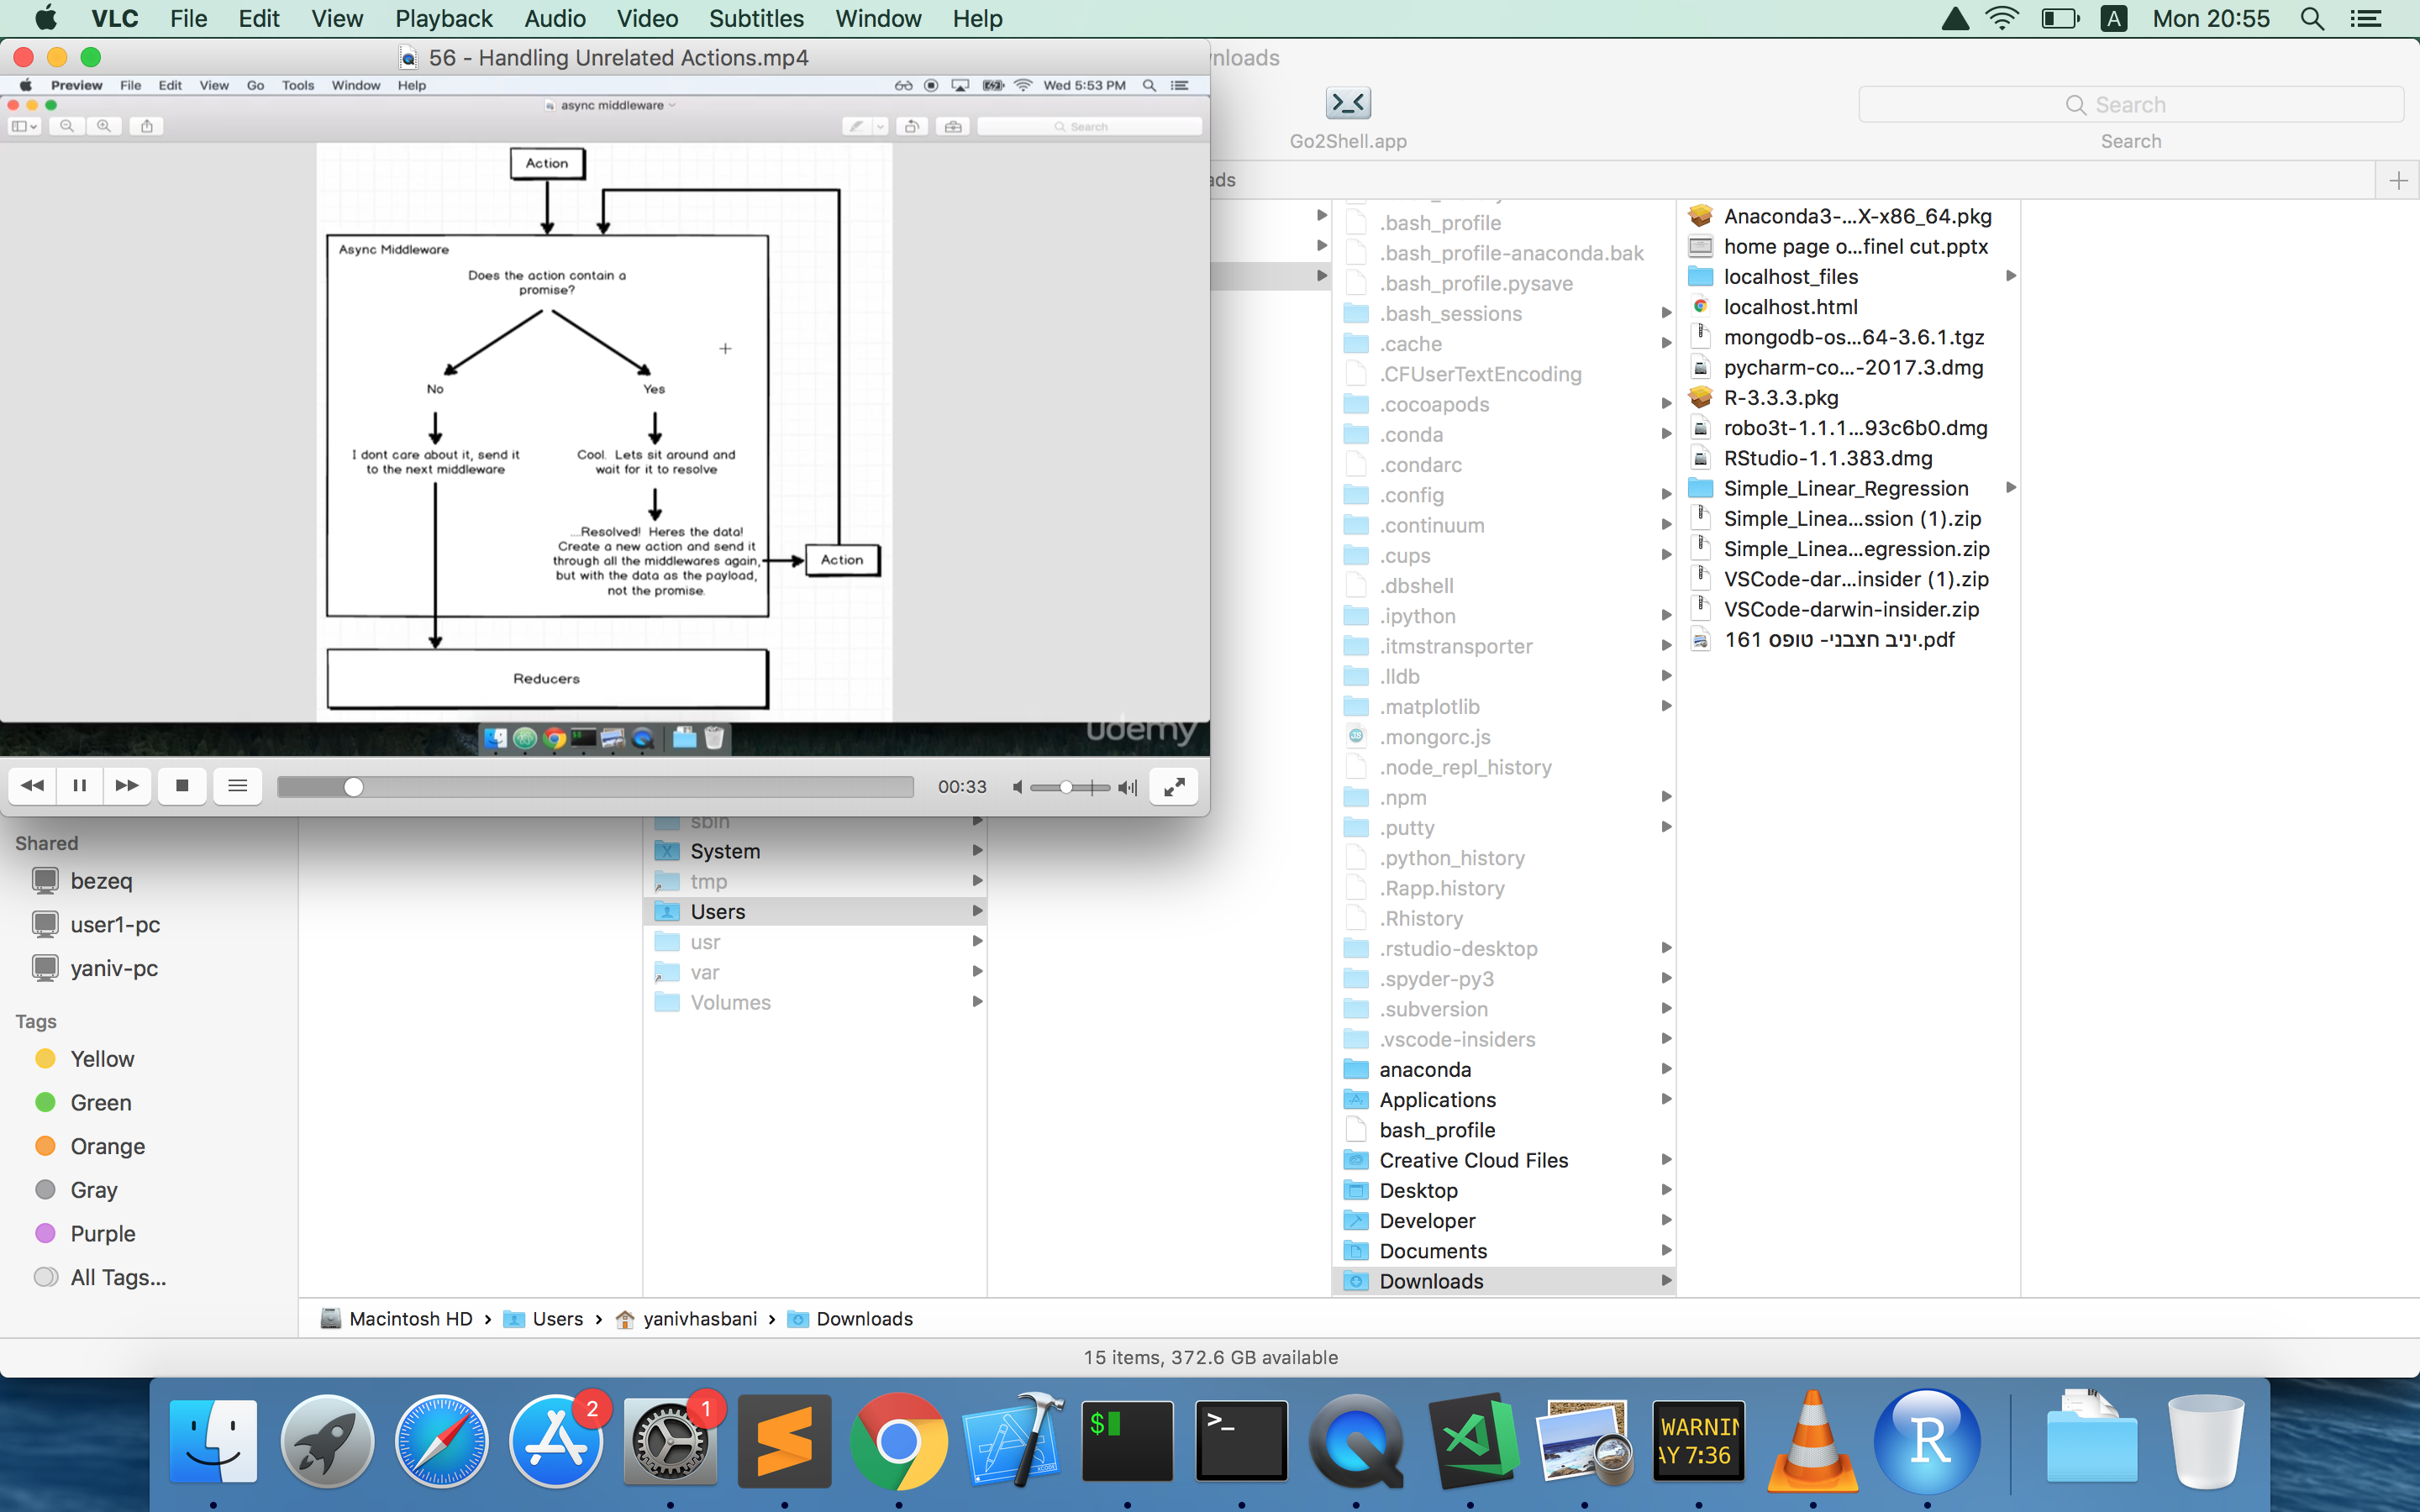 VLC File Edit View Playback Audio Video Subtitles Window Help
A Mon 20:55
56 - Handling Unrelated Actions.mp4
Preview File Edit View Go Tools Window Help
Wed 5:53 PM
async middleware
Search
Action
Async Middleware
Does the action contain a
promise?
No
Yes
I dont care about it, send it
to the next middleware
Cool. Lets sit around and
wait for it to resolve
....Resolved! Heres the data!
Create a new action and send it
through all the middlewares again,
but with the data as the payload,
not the promise.
Action
Reducers
udemy
00:33
nloads
Go2Shell.app
Search
Search
ads
.bash_profile
.bash_profile-anaconda.bak
.bash_profile.pysave
.bash_sessions
.cache
.CFUserTextEncoding
.cocoapods
.conda
.condarc
.config
.continuum
.cups
.dbshell
.ipython
.itmstransporter
.lldb
.matplotlib
.mongorc.js
.node_repl_history
.npm
.putty
.python_history
.Rapp.history
.Rhistory
.rstudio-desktop
.spyder-py3
.subversion
.vscode-insiders
anaconda
Applications
bash_profile
Creative Cloud Files
Desktop
Developer
Documents
Downloads
Anaconda3-...X-x86_64.pkg
home page o...finel cut.pptx
localhost_files
localhost.html
mongodb-os...64-3.6.1.tgz
pycharm-co...-2017.3.dmg
R-3.3.3.pkg
robo3t-1.1.1...93c6b0.dmg
RStudio-1.1.383.dmg
Simple_Linear_Regression
Simple_Linea...ssion (1).zip
Simple_Linea...egression.zip
VSCode-dar...insider (1).zip
VSCode-darwin-insider.zip
יניב חצבני- טופס 161.pdf
Shared
bezeq
user1-pc
yaniv-pc
Tags
Yellow
Green
Orange
Gray
Purple
All Tags...
sbin
System
tmp
Users
usr
var
Volumes
Macintosh HD › Users › yanivhasbani › Downloads
15 items, 372.6 GB available
2
1
$
>_
WARNIN
AY 7:36
R